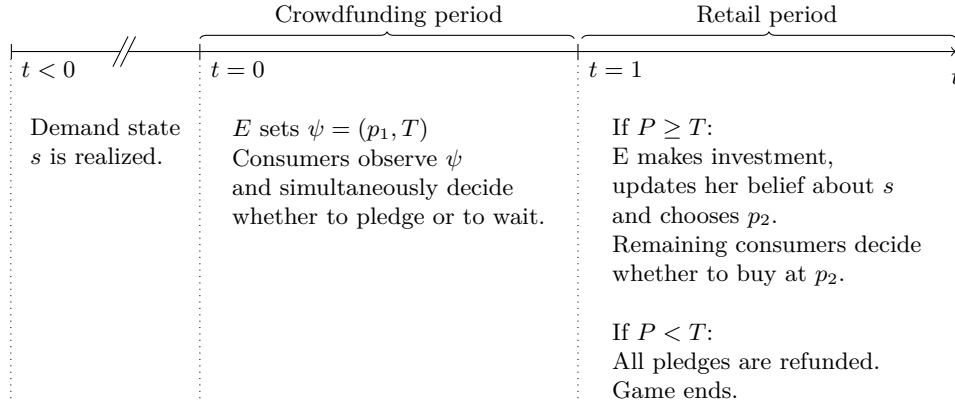 Crowdfunding period
Retail period
t < 0
t = 0
t = 1
t
Demand state
s is realized.
E sets ψ = (p₁, T)
Consumers observe ψ
and simultaneously decide
whether to pledge or to wait.
If P ≥ T:
E makes investment,
updates her belief about s
and chooses p₂.
Remaining consumers decide
whether to buy at p₂.
If P < T:
All pledges are refunded.
Game ends.